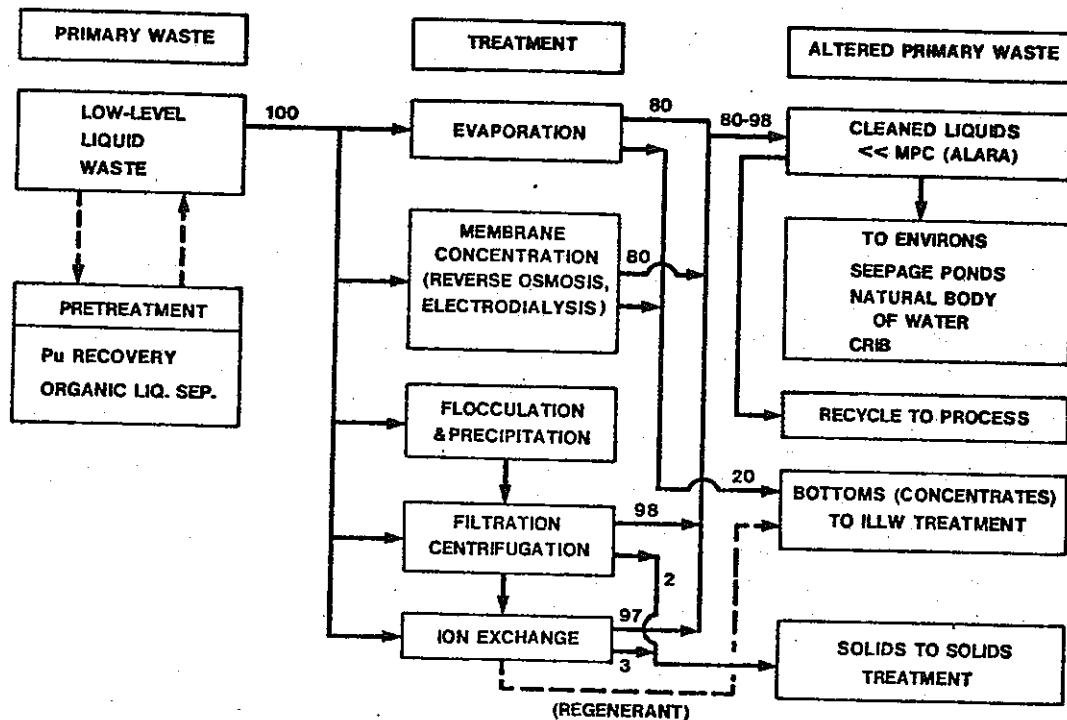 PRIMARY WASTE
TREATMENT
ALTERED PRIMARY WASTE
LOW-LEVEL
LIQUID
WASTE
100
PRETREATMENT
Pu RECOVERY
ORGANIC LIQ. SEP.
EVAPORATION
80
MEMBRANE
CONCENTRATION
(REVERSE OSMOSIS,
ELECTRODIALYSIS)
80
FLOCCULATION
& PRECIPITATION
FILTRATION
CENTRIFUGATION
98
2
ION EXCHANGE
97
3
(REGENERANT)
80-98
CLEANED LIQUIDS
<< MPC (ALARA)
TO ENVIRONS
SEEPAGE PONDS
NATURAL BODY
OF WATER
CRIB
RECYCLE TO PROCESS
20
BOTTOMS (CONCENTRATES)
TO ILLW TREATMENT
SOLIDS TO SOLIDS
TREATMENT